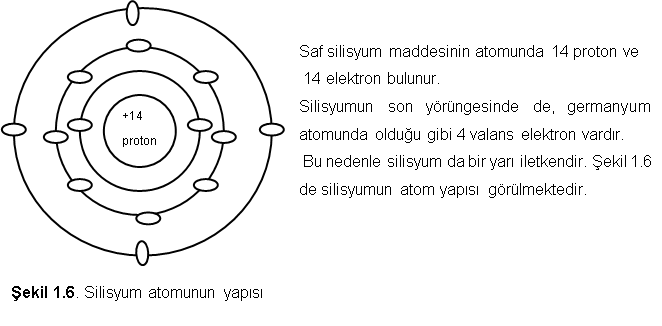 +14
proton
Saf silisyum maddesinin atomunda 14 proton ve
14 elektron bulunur.
Silisyumun son yörüngesinde de, germanyum
atomunda olduğu gibi 4 valans elektron vardır.
Bu nedenle silisyum da bir yarı iletkendir. Şekil 1.6
de silisyumun atom yapısı görülmektedir.
Şekil 1.6. Silisyum atomunun yapısı